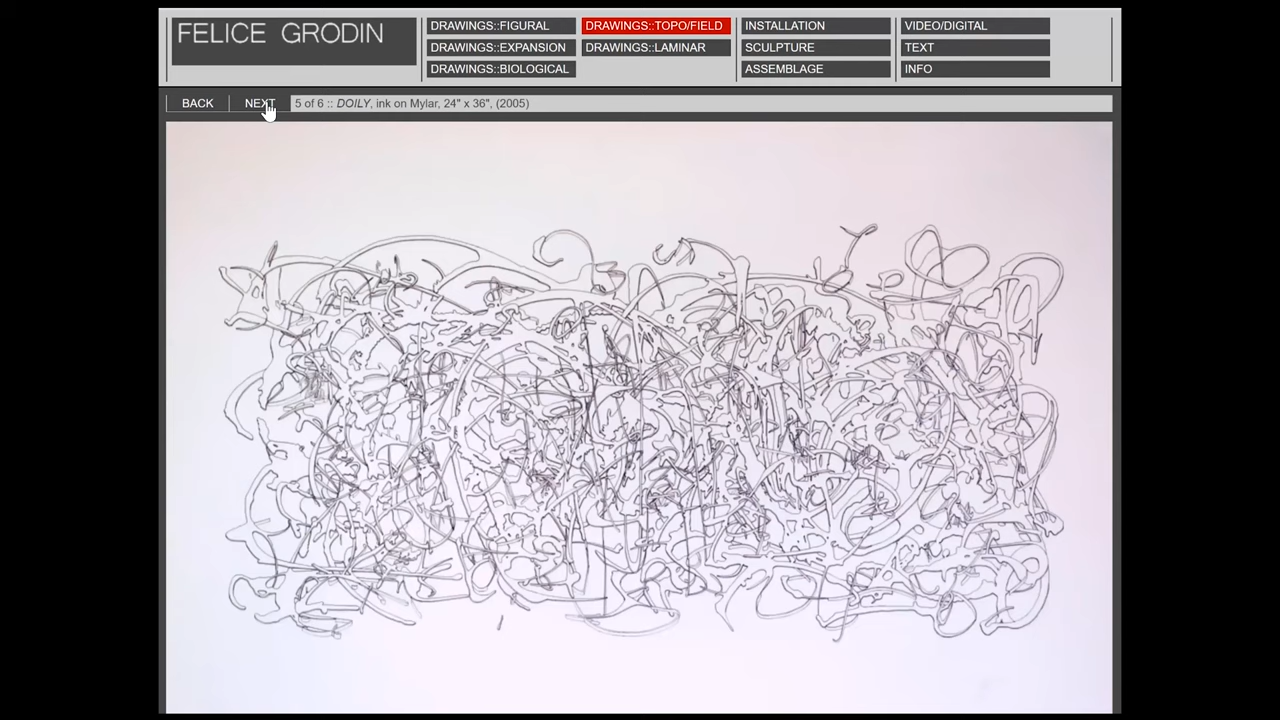 FELICE GRODIN
DRAWINGS::FIGURAL
DRAWINGS::EXPANSION
DRAWINGS::BIOLOGICAL
DRAWINGS::TOPO/FIELD
DRAWINGS::LAMINAR
INSTALLATION
SCULPTURE
ASSEMBLAGE
VIDEO/DIGITAL
TEXT
INFO
BACK NEXT 5 of 6 :: DOILY, ink on Mylar, 24" x 36", (2005)